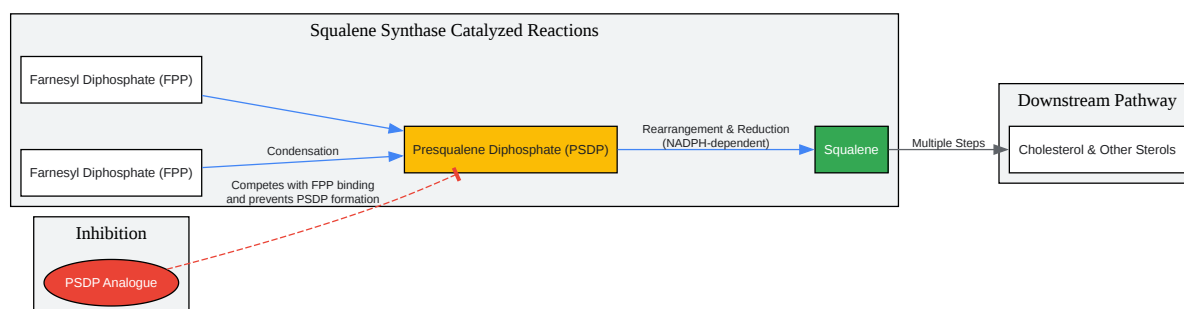 Squalene Synthase Catalyzed Reactions
Farnesyl Diphosphate (FPP)
Farnesyl Diphosphate (FPP)
Condensation
Competes with FPP binding
and prevents PSDP formation
Presqualene Diphosphate (PSDP)
Rearrangement & Reduction
(NADPH-dependent)
Squalene
Multiple Steps
Downstream Pathway
Cholesterol & Other Sterols
Inhibition
PSDP Analogue